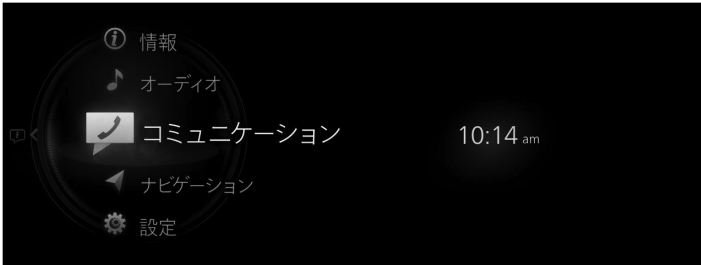 情報
オーディオ
コミュニケーション
10:14 am
ナビゲーション
設定